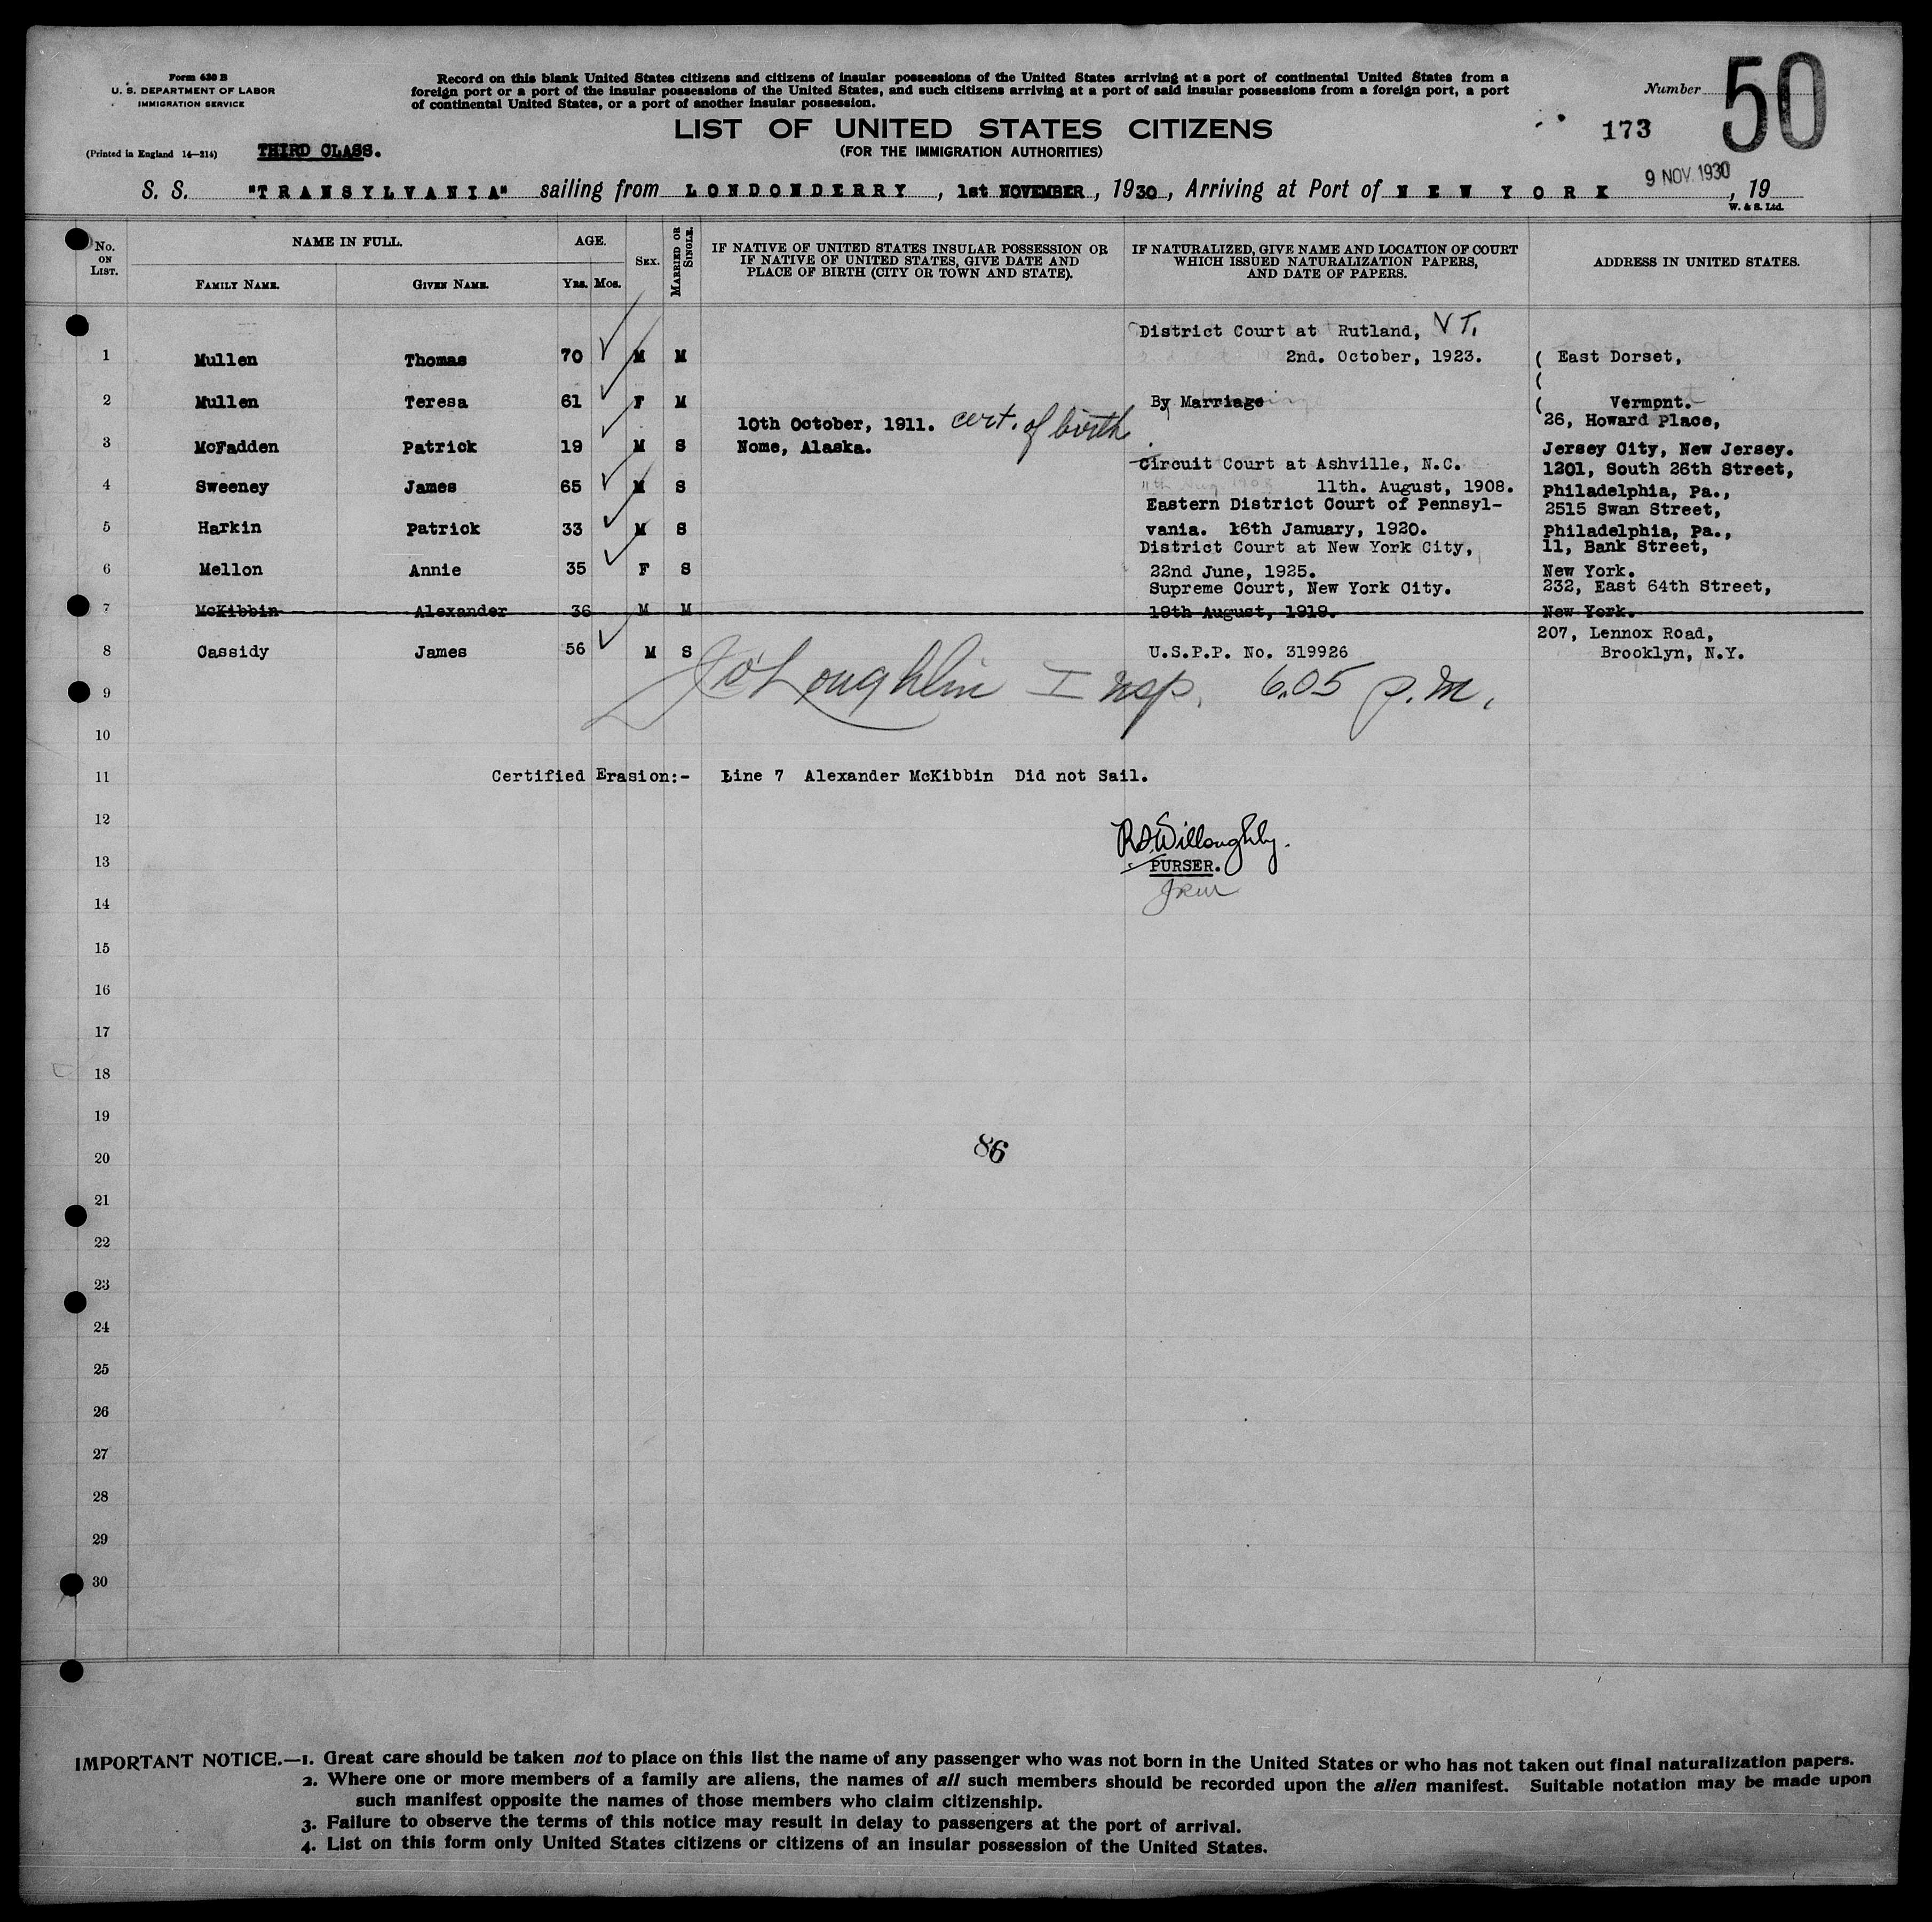 Form 630 B
U. S. DEPARTMENT OF LABOR
IMMIGRATION SERVICE
(Printed in England 14—214)
THIRD CLASS.
Record on this blank United States citizens and citizens of insular possessions of the United States arriving at a port of continental United States from a
foreign port or a port of the insular possessions of the United States, and such citizens arriving at a port of said insular possessions from a foreign port, a port
of continental United States, or a port of another insular possession.
LIST OF UNITED STATES CITIZENS
(FOR THE IMMIGRATION AUTHORITIES)
Number 50
173
S. S. "TRANSYLVANIA" sailing from LONDONDERRY, 1st NOVEMBER, 1930, Arriving at Port of NEW YORK 9 NOV. 1930, 19
W. & S. Ltd.
No. ON LIST. NAME IN FULL. FAMILY NAME. GIVEN NAME. AGE. YRS. MOS. SEX. MARRIED OR SINGLE.
IF NATIVE OF UNITED STATES INSULAR POSSESSION OR
IF NATIVE OF UNITED STATES, GIVE DATE AND
PLACE OF BIRTH (CITY OR TOWN AND STATE).
IF NATURALIZED, GIVE NAME AND LOCATION OF COURT
WHICH ISSUED NATURALIZATION PAPERS,
AND DATE OF PAPERS.
ADDRESS IN UNITED STATES.
District Court at Rutland, VT.
1 Mullen Thomas 70 M M 2nd. October, 1923. ( East Dorset,
(
2 Mullen Teresa 61 F M By Marriage ( Vermont.
10th October, 1911. cert. of birth 26, Howard Place,
3 McFadden Patrick 19 M S Nome, Alaska. Jersey City, New Jersey.
Circuit Court at Ashville, N.C. 1201, South 26th Street,
4 Sweeney James 65 M S 11th. August, 1908. Philadelphia, Pa.,
Eastern District Court of Pennsyl- 2515 Swan Street,
5 Harkin Patrick 33 M S vania. 16th January, 1920. Philadelphia, Pa.,
District Court at New York City, 11, Bank Street,
6 Mellon Annie 35 F S 22nd June, 1925. New York.
Supreme Court, New York City. 232, East 64th Street,
7 McKibbin Alexander 36 M M 19th August, 1919. New York.
207, Lennox Road,
8 Cassidy James 56 M S U.S.P.P. No. 319926 Brooklyn, N.Y.
9 O'Loughlin Insp. 6.05 p.m.
10
11 Certified Erasion:- Line 7 Alexander McKibbin Did not Sail.
12
Willoughby.
13 PURSER.
14
15
16
17
18
19
86
20
21
22
23
24
25
26
27
28
29
30
IMPORTANT NOTICE.—1. Great care should be taken not to place on this list the name of any passenger who was not born in the United States or who has not taken out final naturalization papers.
2. Where one or more members of a family are aliens, the names of all such members should be recorded upon the alien manifest. Suitable notation may be made upon
such manifest opposite the names of those members who claim citizenship.
3. Failure to observe the terms of this notice may result in delay to passengers at the port of arrival.
4. List on this form only United States citizens or citizens of an insular possession of the United States.